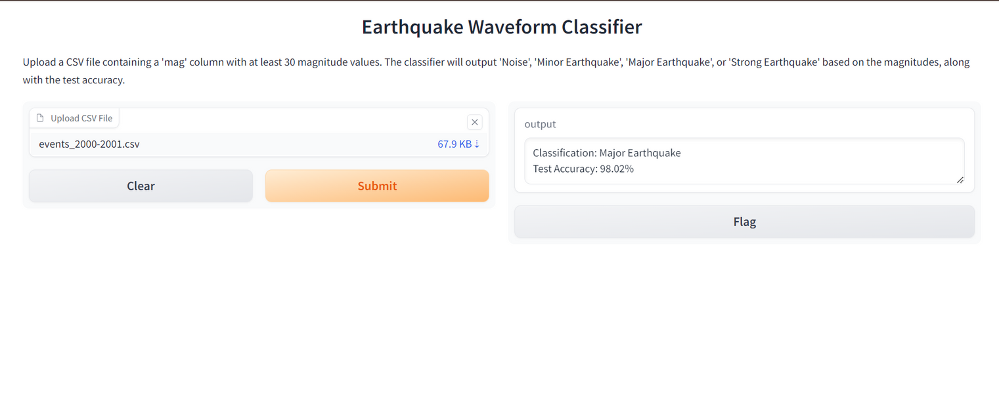 Earthquake Waveform Classifier
Upload a CSV file containing a 'mag' column with at least 30 magnitude values. The classifier will output 'Noise', 'Minor Earthquake', 'Major Earthquake', or 'Strong Earthquake' based on the magnitudes, along
with the test accuracy.
Upload CSV File
events_2000-2001.csv 67.9 KB ↓
Clear
Submit
output
Classification: Major Earthquake
Test Accuracy: 98.02%
Flag